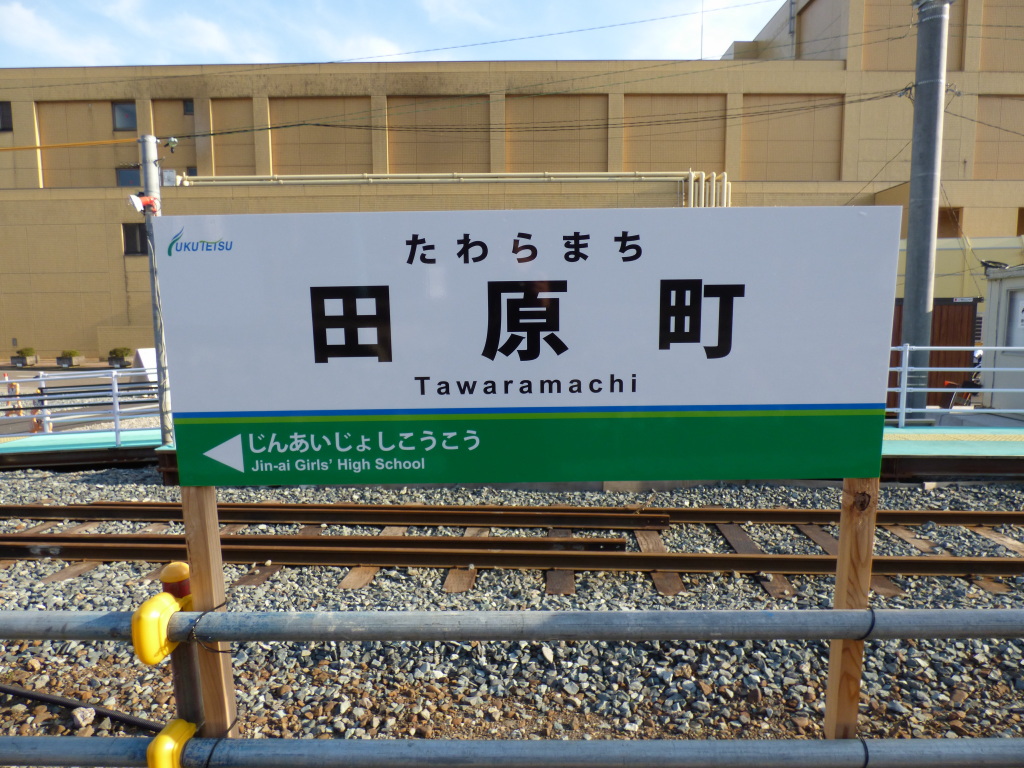 FUKUTETSU
たわらまち
田原町
Tawaramachi
じんあいじょしこうこう
Jin-ai Girls' High School